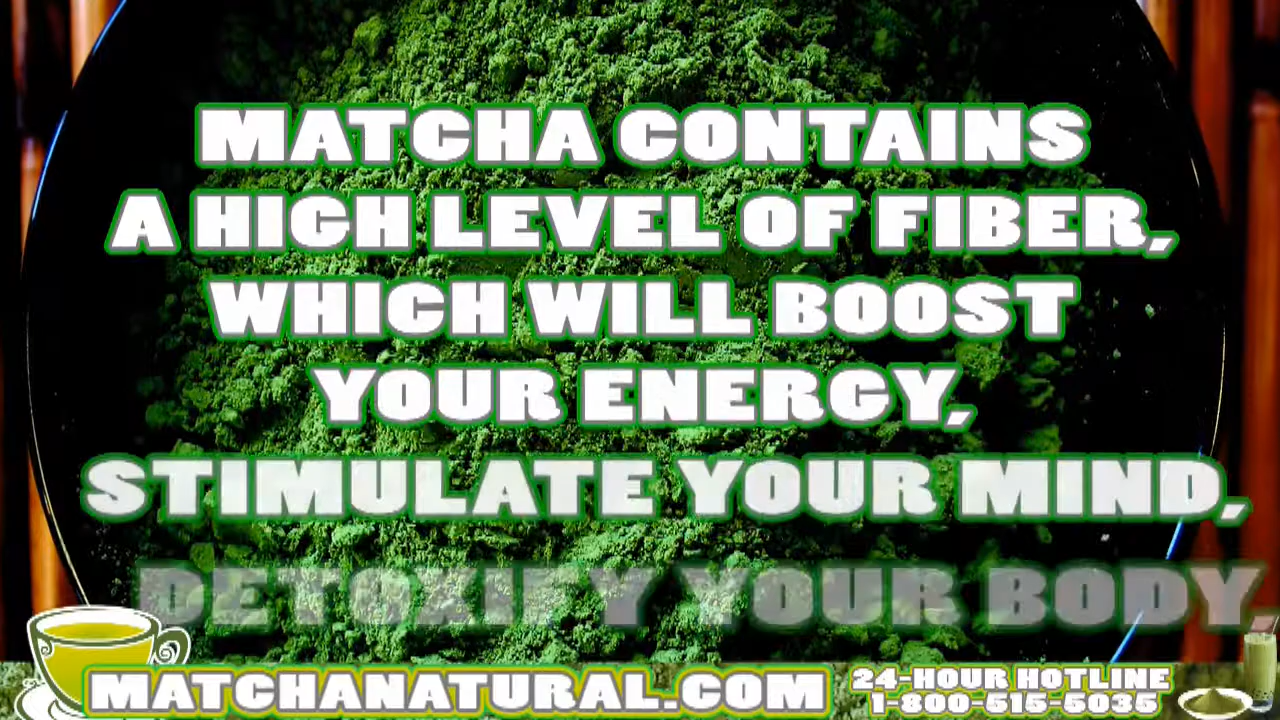 MATCHA CONTAINS
A HIGH LEVEL OF FIBER,
WHICH WILL BOOST
YOUR ENERGY,
STIMULATE YOUR MIND,
DETOXIFY YOUR BODY,
MATCHANATURAL.COM
24-HOUR HOTLINE
1-800-515-5035